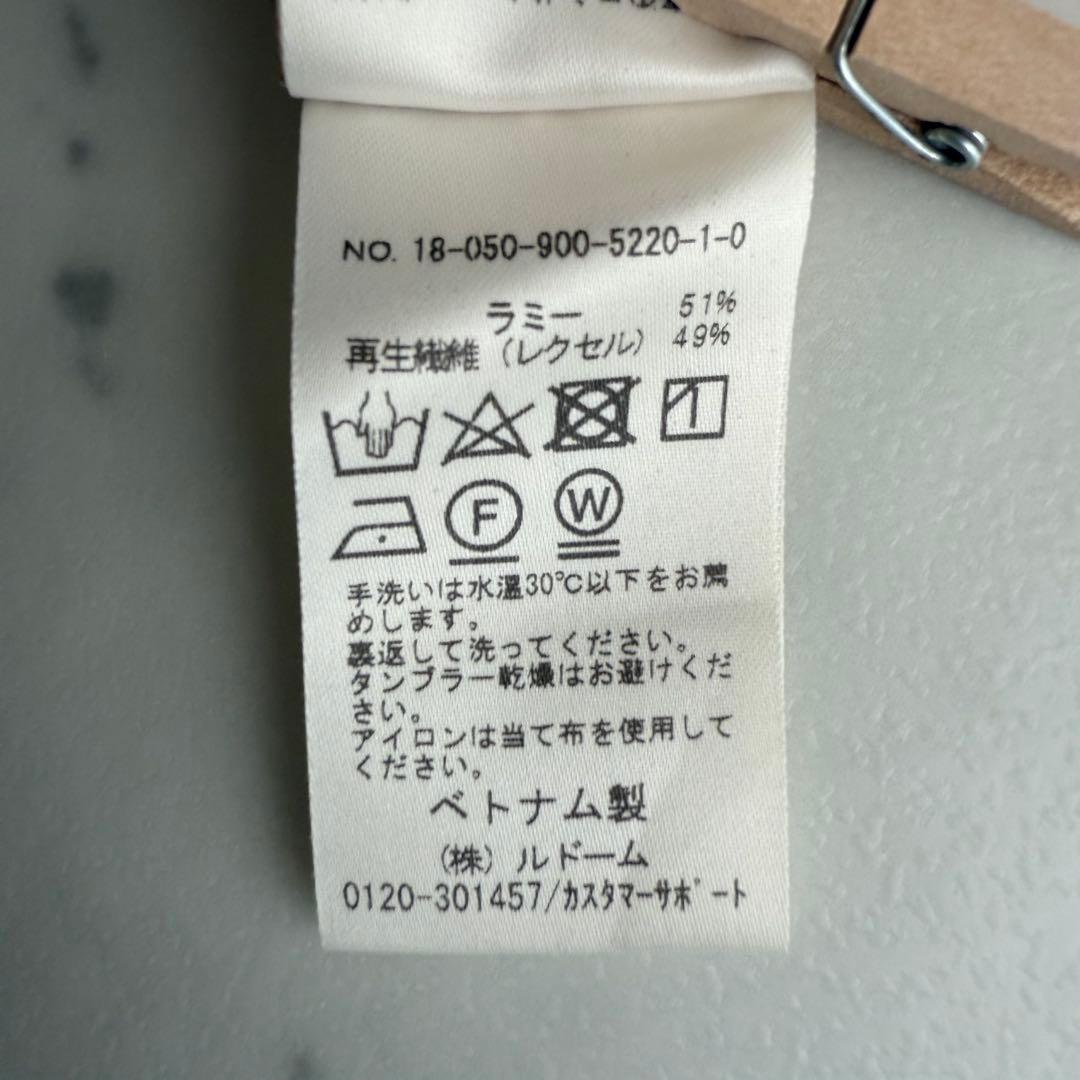 NO. 18-050-900-5220-1-0
ラミー 51%
再生繊維(レクセル) 49%
F W
手洗いは水温30℃以下をお薦
めします。
裏返して洗ってください。
タンブラー乾燥はお避けくだ
さい。
アイロンは当て布を使用して
ください。
ベトナム製
(株)ルドーム
0120-301457/カスタマーサポート